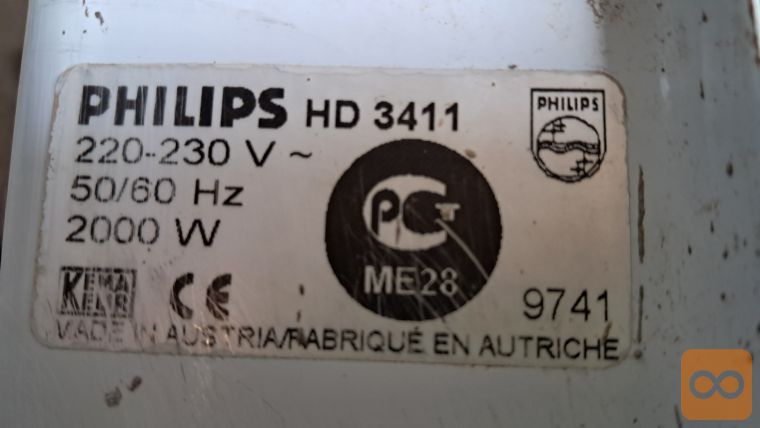 PHILIPS HD 3411
PHILIPS
220-230 V ~
50/60 Hz
2000 W
PCT
ME28
KEMA
KEUR
CE
9741
MADE IN AUSTRIA/FABRIQUÉ EN AUTRICHE